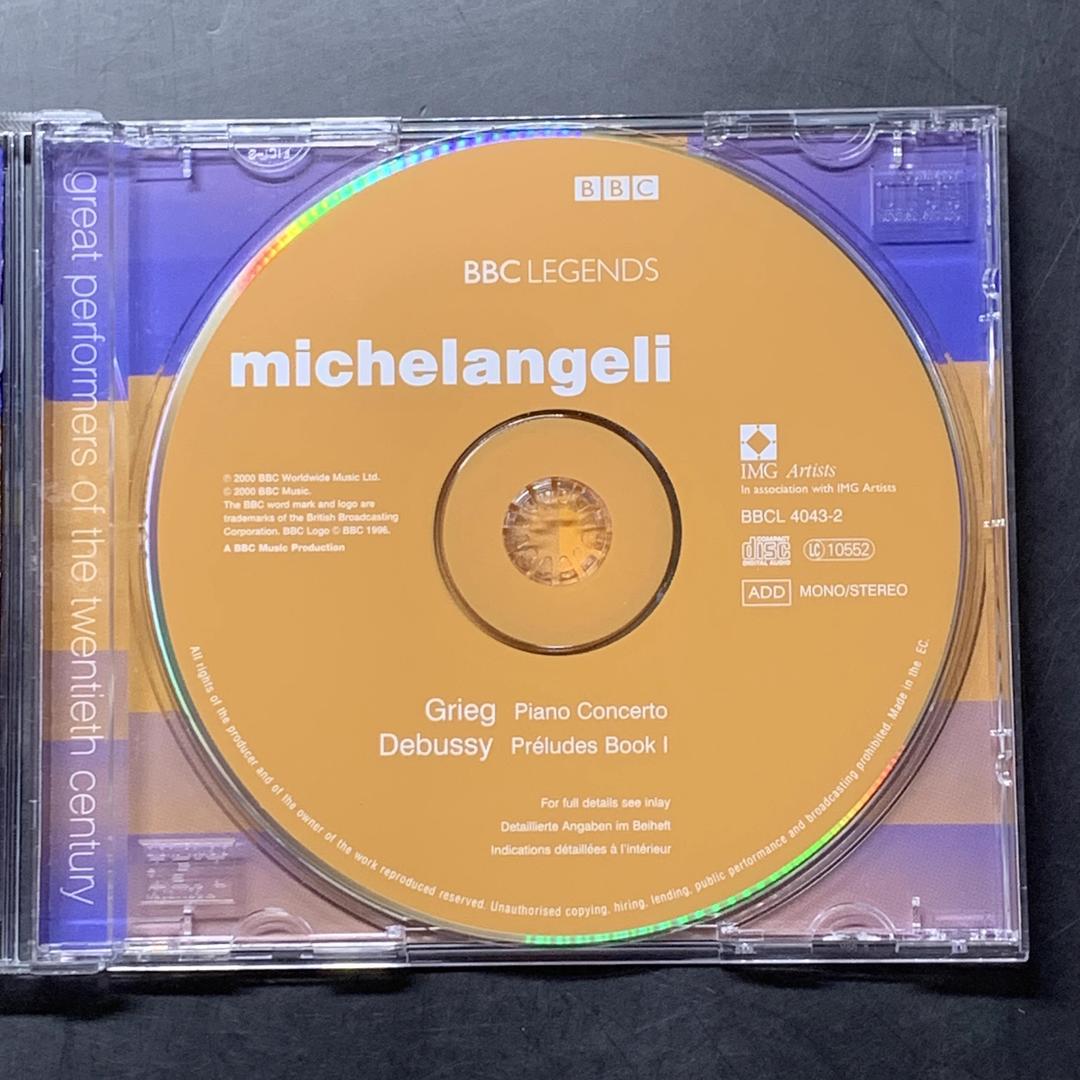 great performers of the twentieth century
BBC
BBC LEGENDS
michelangeli
℗ 2000 BBC Worldwide Music Ltd.
© 2000 BBC Music.
The BBC word mark and logo are
trademarks of the British Broadcasting
Corporation. BBC Logo © BBC 1996.
A BBC Music Production
IMG Artists
In association with IMG Artists
BBCL 4043-2
COMPACT
disc
DIGITAL AUDIO
LC 10552
ADD MONO/STEREO
Grieg Piano Concerto
Debussy Préludes Book I
For full details see inlay
Detaillierte Angaben im Beiheft
Indications détaillées à l'intérieur
All rights of the producer and of the owner of the work reproduced reserved. Unauthorised copying, hiring, lending, public performance and broadcasting prohibited. Made in the EC.